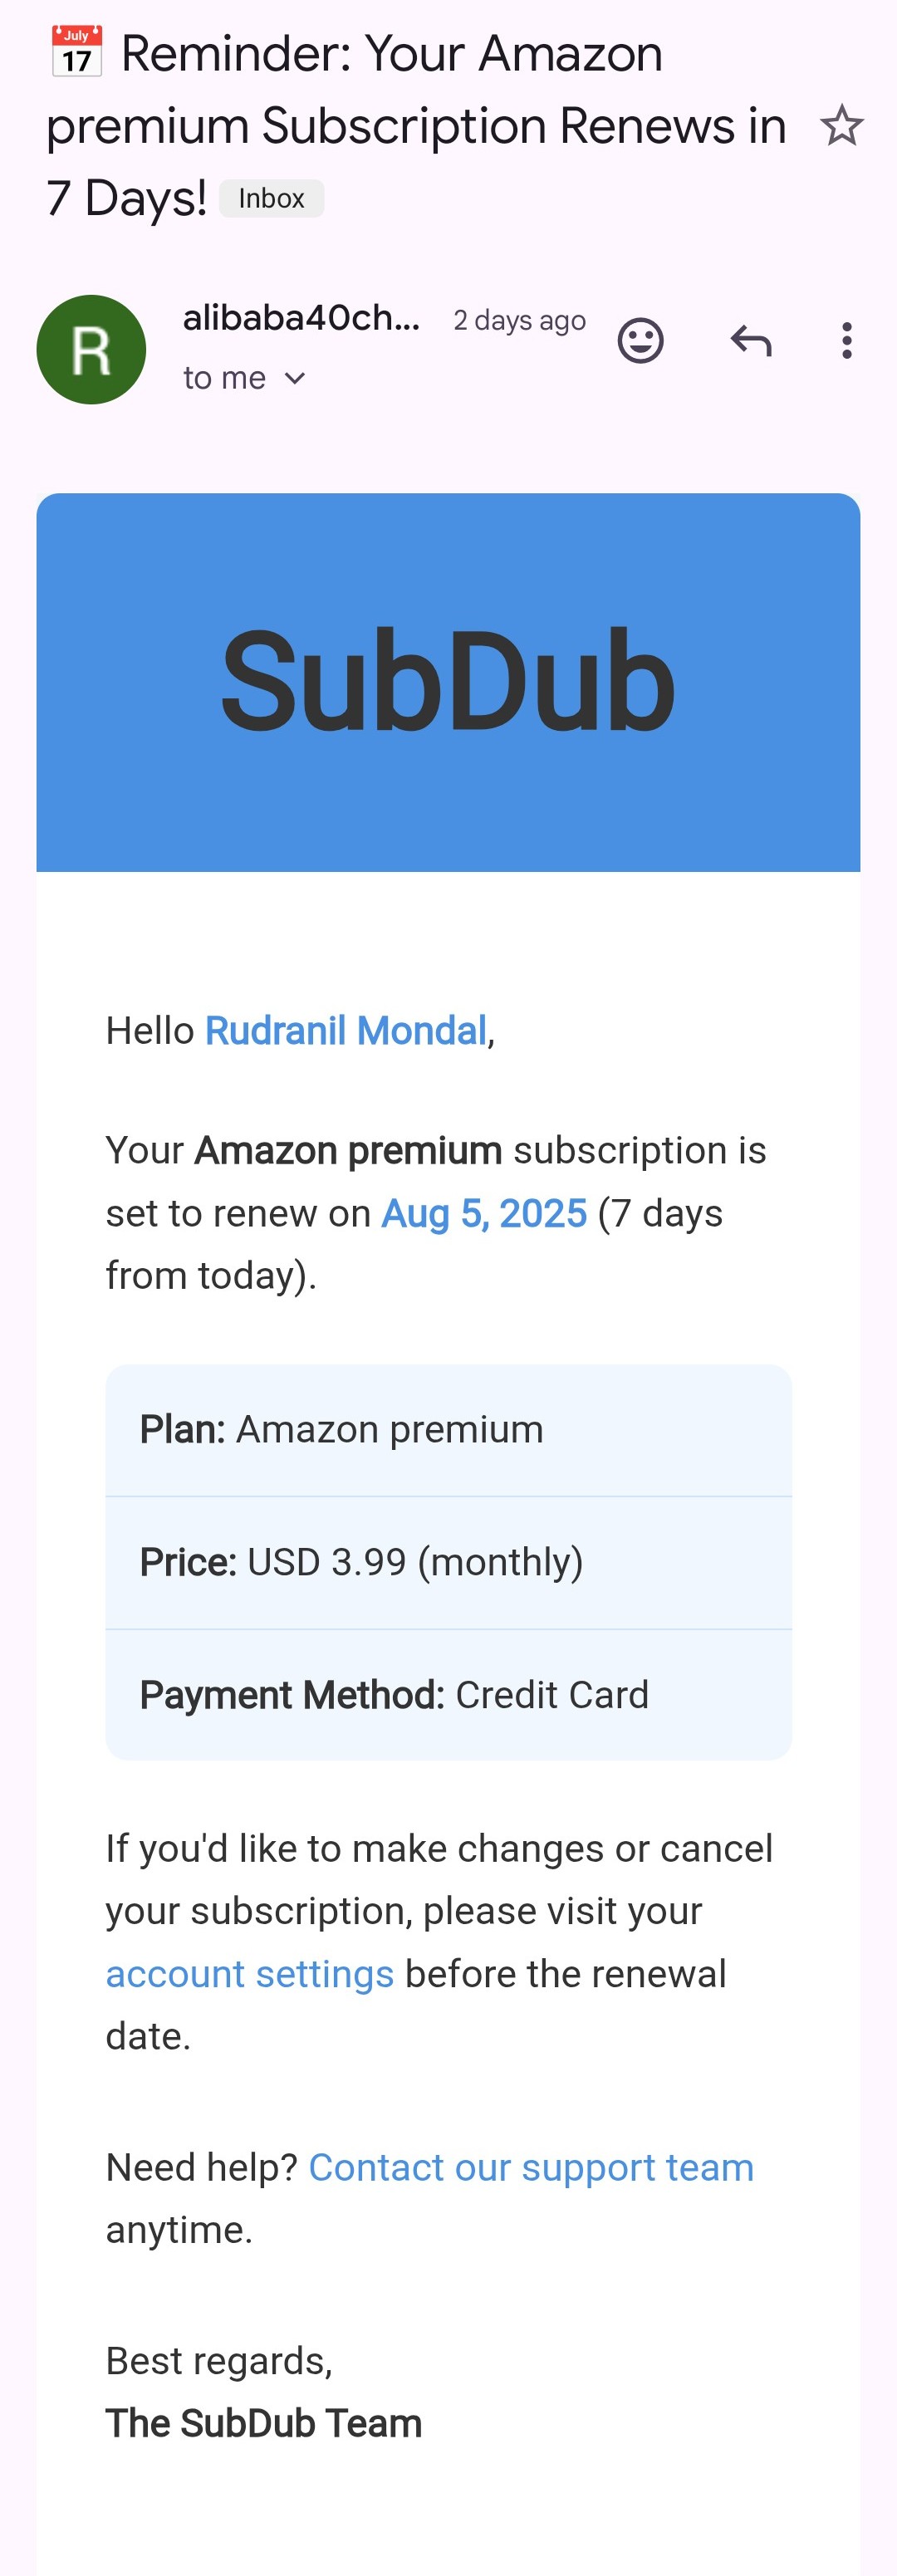 📅 Reminder: Your Amazon
premium Subscription Renews in
7 Days! Inbox
R
alibaba40ch... 2 days ago
to me
SubDub
Hello Rudranil Mondal,
Your Amazon premium subscription is
set to renew on Aug 5, 2025 (7 days
from today).
Plan: Amazon premium
Price: USD 3.99 (monthly)
Payment Method: Credit Card
If you'd like to make changes or cancel
your subscription, please visit your
account settings before the renewal
date.
Need help? Contact our support team
anytime.
Best regards,
The SubDub Team